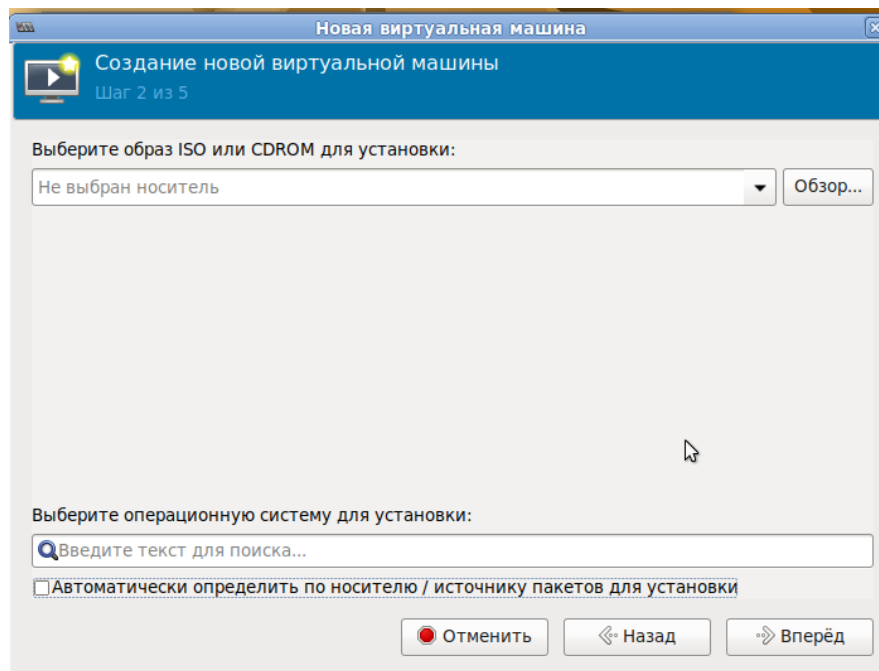 Новая виртуальная машина
Создание новой виртуальной машины
Шаг 2 из 5
Выберите образ ISO или CDROM для установки:
Не выбран носитель
Обзор...
Выберите операционную систему для установки:
Введите текст для поиска...
Автоматически определить по носителю / источнику пакетов для установки
Отменить
Назад
Вперёд